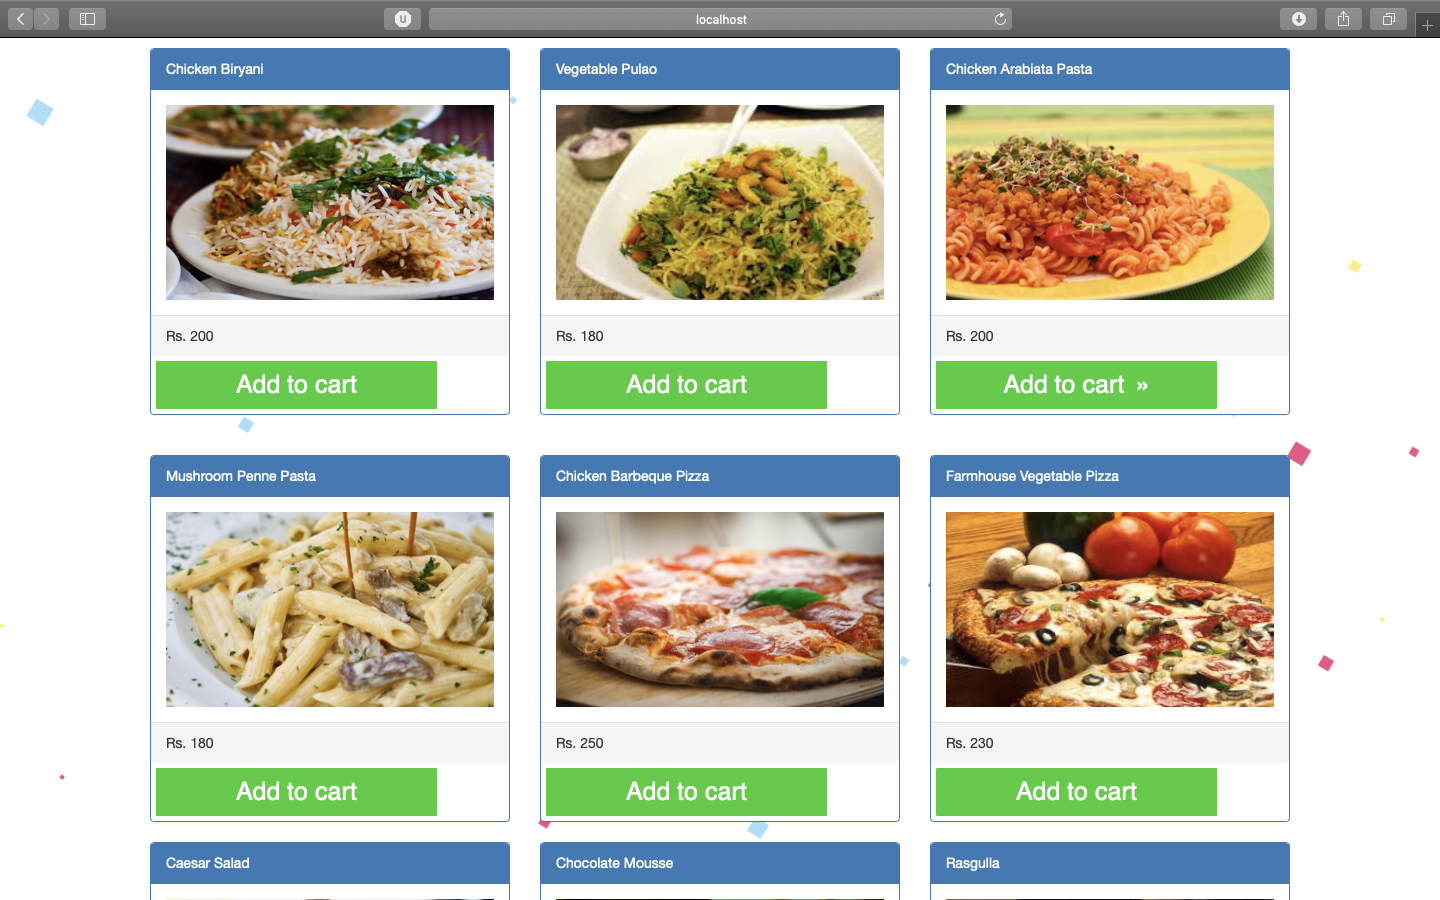 localhost
Chicken Biryani
Vegetable Pulao
Chicken Arabiata Pasta
Rs. 200
Rs. 180
Rs. 200
Add to cart
Add to cart
Add to cart »
Mushroom Penne Pasta
Chicken Barbeque Pizza
Farmhouse Vegetable Pizza
Rs. 180
Rs. 250
Rs. 230
Add to cart
Add to cart
Add to cart
Caesar Salad
Chocolate Mousse
Rasgulla